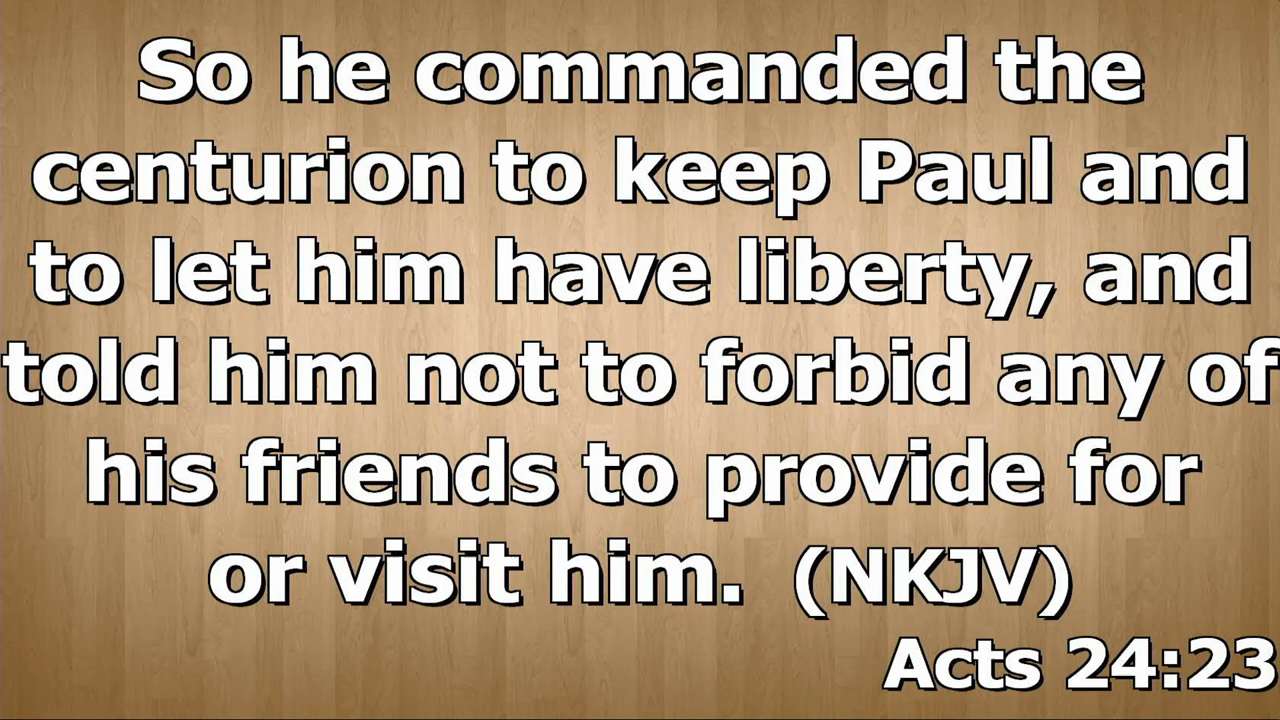 So he commanded the
centurion to keep Paul and
to let him have liberty, and
told him not to forbid any of
his friends to provide for
or visit him. (NKJV)
Acts 24:23